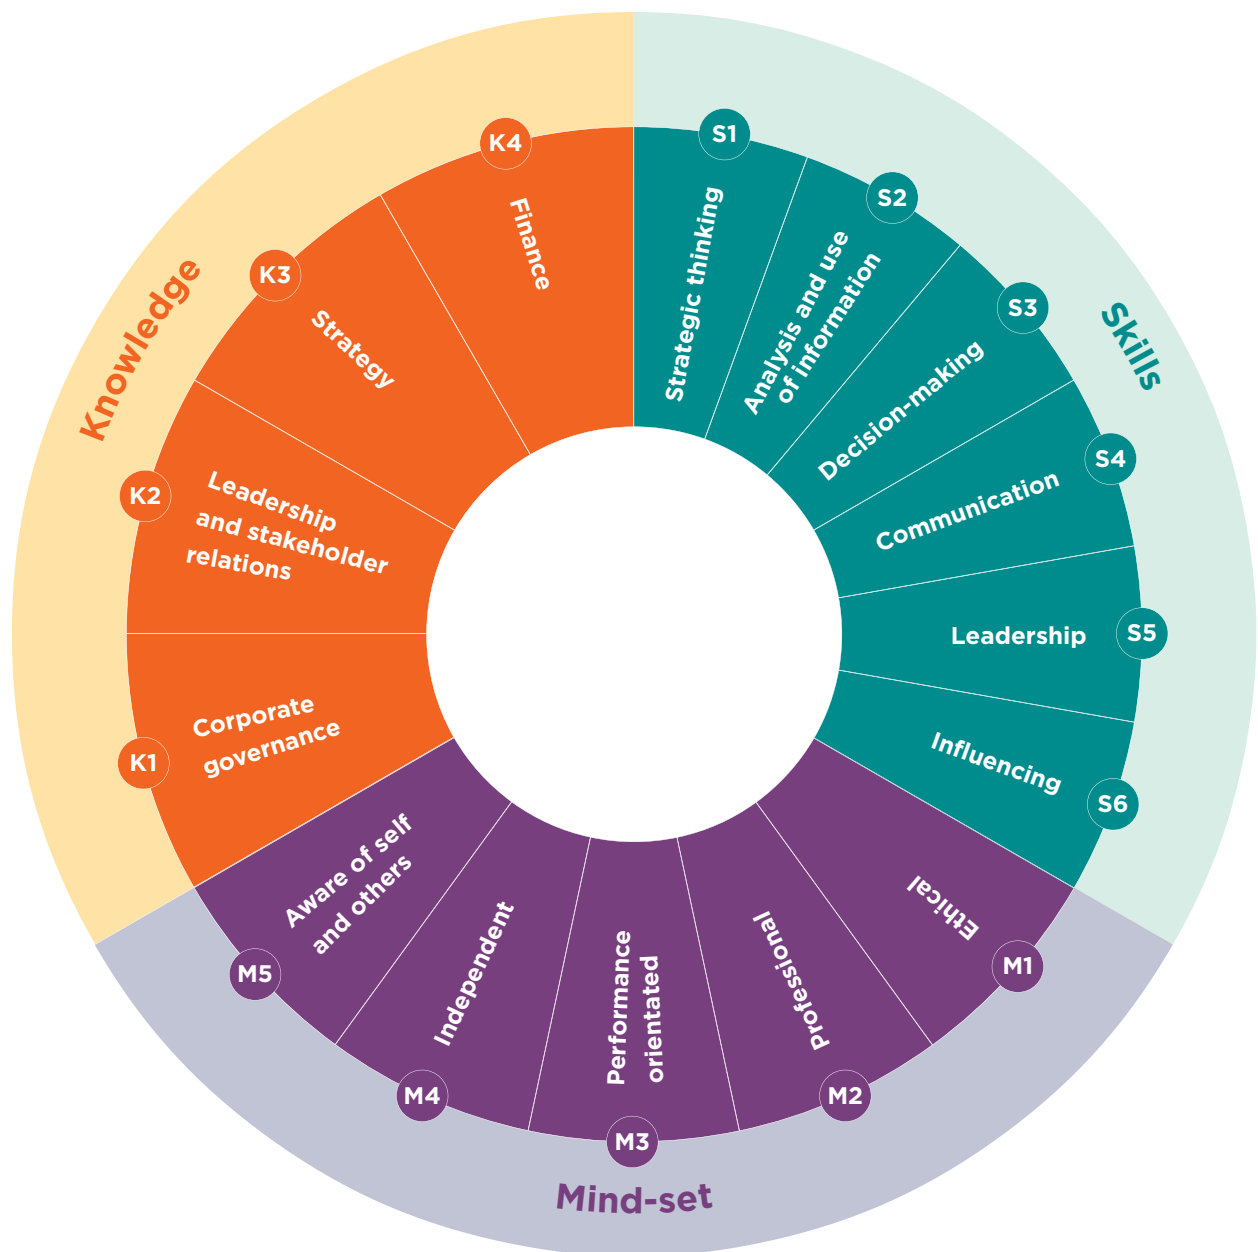 Knowledge
K1
Corporate
governance
K2
Leadership
and stakeholder
relations
K3
Strategy
K4
Finance
Skills
S1
Strategic thinking
S2
Analysis and use
of information
S3
Decision-making
S4
Communication
S5
Leadership
S6
Influencing
Mind-set
M1
Ethical
M2
Professional
M3
Performance
orientated
M4
Independent
M5
Aware of self
and others